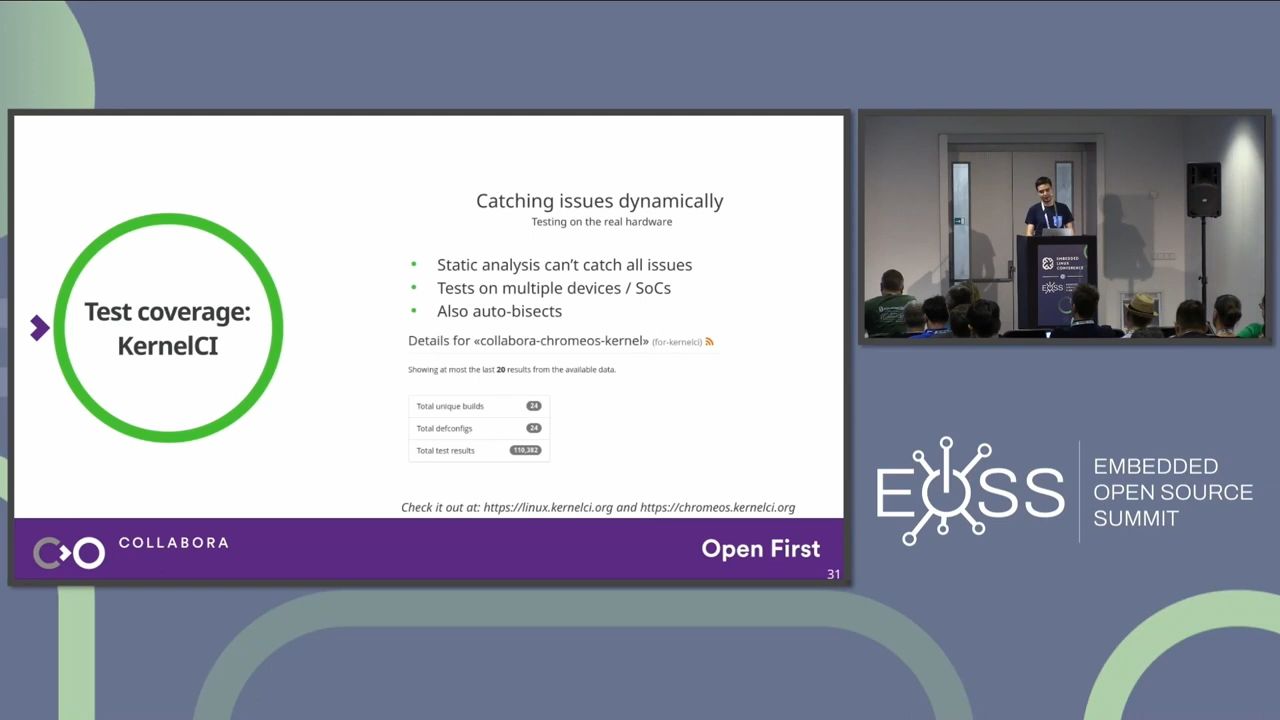 Test coverage:
KernelCI
Catching issues dynamically
Testing on the real hardware
• Static analysis can't catch all issues
• Tests on multiple devices / SoCs
• Also auto-bisects
Details for «collabora-chromeos-kernel» (for-kernelci)
Showing at most the last 20 results from the available data.
Total unique builds 24
Total defconfigs 24
Total test results 110,382
Check it out at: https://linux.kernelci.org and https://chromeos.kernelci.org
COLLABORA
Open First
31
EMBEDDED
LINUX
CONFERENCE
EOSS
EOSS
EMBEDDED
OPEN SOURCE
SUMMIT